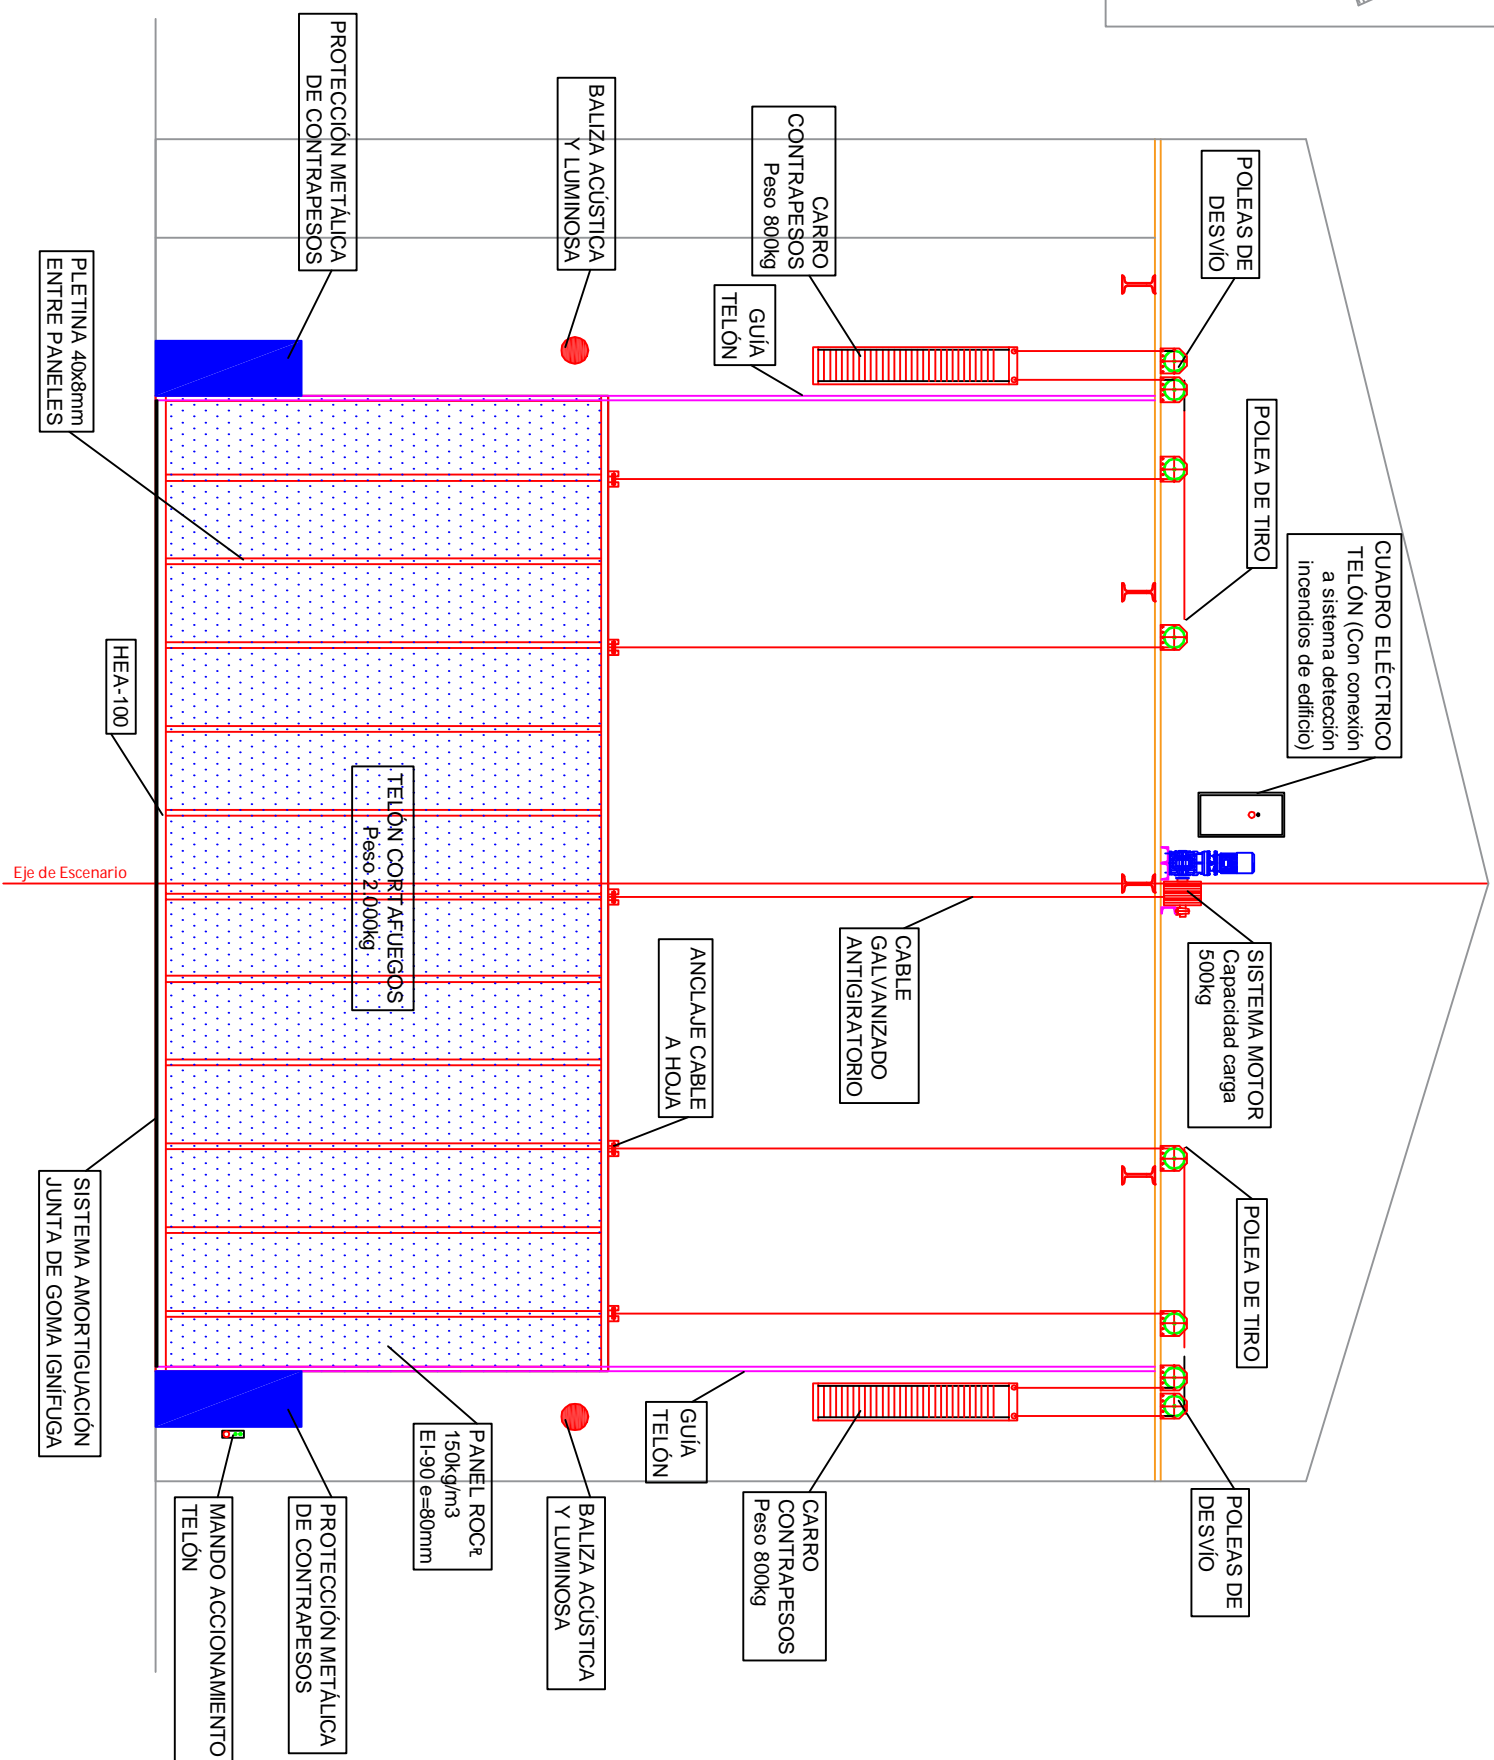 CUADRO ELÉCTRICO
TELÓN (Con conexión
a sistema detección
incendios de edificio)
POLEAS DE
DESVÍO
POLEA DE TIRO
SISTEMA MOTOR
Capacidad carga
500kg
POLEA DE TIRO
POLEAS DE
DESVÍO
CARRO
CONTRAPESOS
Peso 800kg
CABLE
GALVANIZADO
ANTIGIRATORIO
CARRO
CONTRAPESOS
Peso 800kg
GUÍA
TELÓN
ANCLAJE CABLE
A HOJA
GUÍA
TELÓN
BALIZA ACÚSTICA
Y LUMINOSA
BALIZA ACÚSTICA
Y LUMINOSA
PANEL
150kg/m3
EI-90 e=80mm
TELÓN CORTAFUEGOS
Peso 2.000kg
PROTECCIÓN METÁLICA
DE CONTRAPESOS
PROTECCIÓN METÁLICA
DE CONTRAPESOS
MANDO ACCIONAMIENTO
TELÓN
HEA-100
PLETINA 40x8mm
ENTRE PANELES
SISTEMA AMORTIGUACIÓN
JUNTA DE GOMA IGNÍFUGA
Eje de Escenario